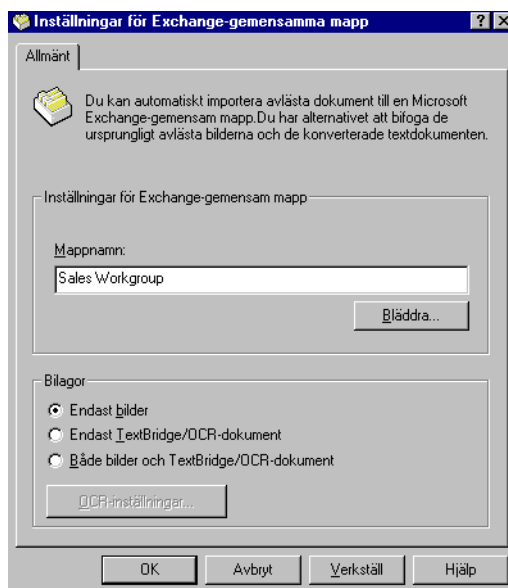 Inställningar för Exchange-gemensamma mapp
Allmänt
Du kan automatiskt importera avlästa dokument till en Microsoft
Exchange-gemensam mapp.Du har alternativet att bifoga de
ursprungligt avlästa bilderna och de konverterade textdokumenten.
Inställningar för Exchange-gemensam mapp
Mappnamn:
Sales Workgroup
Bläddra...
Bilagor
Endast bilder
Endast TextBridge/OCR-dokument
Både bilder och TextBridge/OCR-dokument
OCR-inställningar...
OK Avbryt Verkställ Hjälp